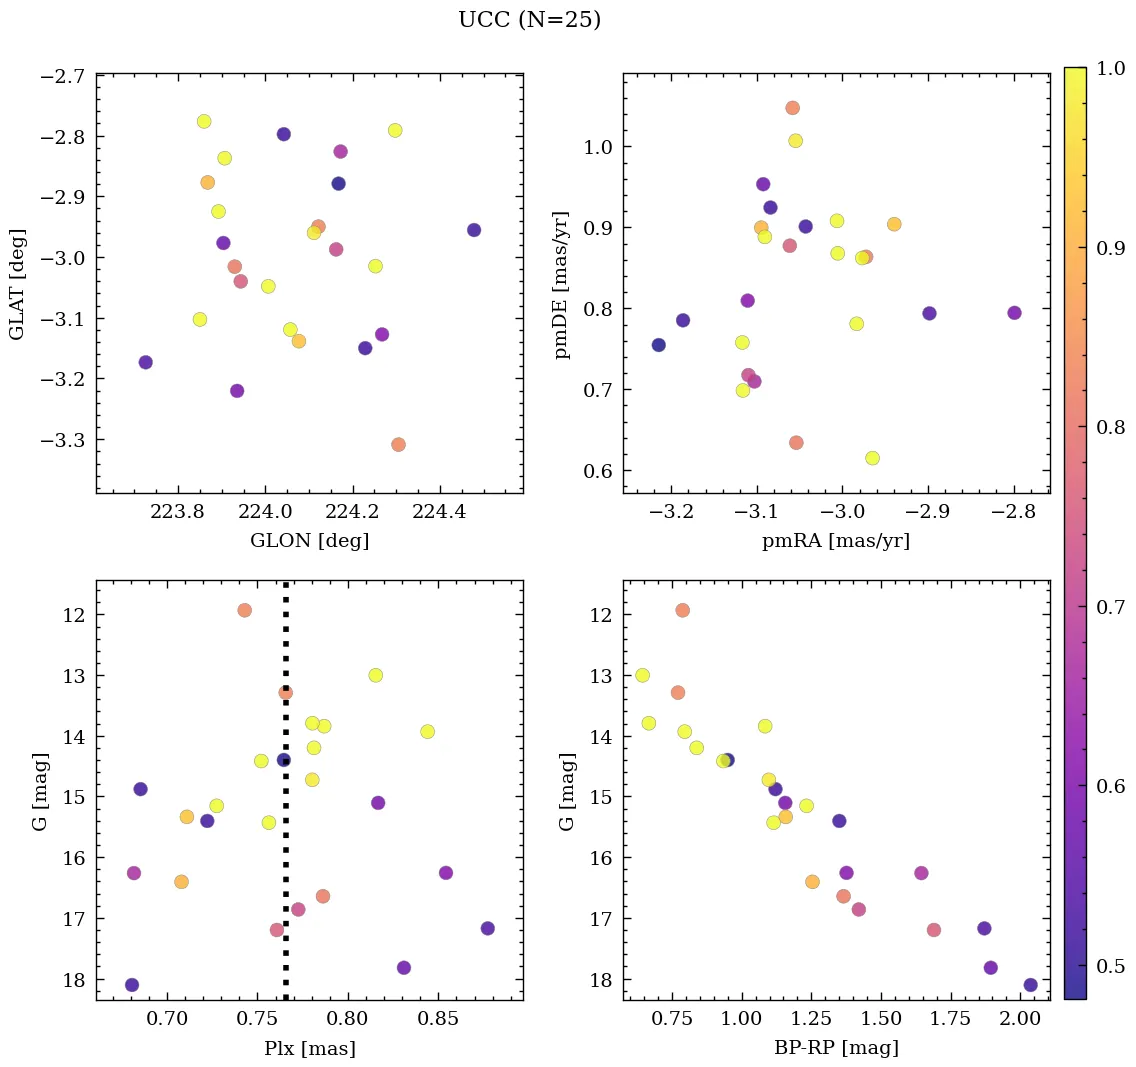 UCC (N=25)
−2.7
−2.8
−2.9
−3.0
−3.1
−3.2
−3.3
GLAT [deg]
223.8 224.0 224.2 224.4
GLON [deg]
1.0
0.9
0.8
0.7
0.6
pmDE [mas/yr]
−3.2 −3.1 −3.0 −2.9 −2.8
pmRA [mas/yr]
12
13
14
15
16
17
18
G [mag]
0.70 0.75 0.80 0.85
Plx [mas]
12
13
14
15
16
17
18
G [mag]
0.75 1.00 1.25 1.50 1.75 2.00
BP-RP [mag]
1.0
0.9
0.8
0.7
0.6
0.5